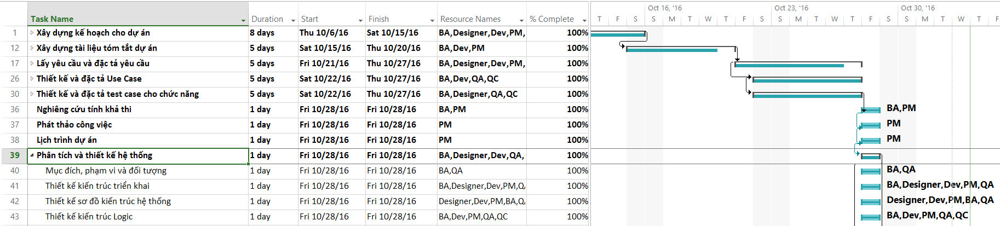 Oct 16, '16 Oct 23, '16 Oct 30, '16
Task Name Duration Start Finish Resource Names % Complete T F S S M T W T F S S M T W T F S S M T W T F
1 Xây dựng kế hoạch cho dự án 8 days Thu 10/6/16 Sat 10/15/16 BA,Designer,Dev,PM, 100%
12 Xây dựng tài liệu tóm tắt dự án 5 days Sat 10/15/16 Thu 10/20/16 BA,Dev,PM 100%
17 Lấy yêu cầu và đặc tả yêu cầu 5 days Fri 10/21/16 Thu 10/27/16 BA,Designer,Dev,PM, 100%
26 Thiết kế và đặc tả Use Case 5 days Sat 10/22/16 Thu 10/27/16 BA,Dev,QA,QC 100%
30 Thiết kế và đặc tả test case cho chức năng 5 days Sat 10/22/16 Thu 10/27/16 BA,Designer,QA,QC 100%
36 Nghiêng cứu tính khả thi 1 day Fri 10/28/16 Fri 10/28/16 BA,PM 100% BA,PM
37 Phát thảo công việc 1 day Fri 10/28/16 Fri 10/28/16 PM 100% PM
38 Lịch trình dự án 1 day Fri 10/28/16 Fri 10/28/16 PM 100% PM
39 Phân tích và thiết kế hệ thống 1 day Fri 10/28/16 Fri 10/28/16 BA,Designer,Dev,QA, 100%
40 Mục đích, phạm vi và đối tượng 1 day Fri 10/28/16 Fri 10/28/16 BA,QA 100% BA,QA
41 Thiết kế kiến trúc triển khai 1 day Fri 10/28/16 Fri 10/28/16 BA,Designer,Dev,PM,QA 100% BA,Designer,Dev,PM,QA
42 Thiết kế sơ đồ kiến trúc hệ thống 1 day Fri 10/28/16 Fri 10/28/16 Designer,Dev,PM,BA,QA 100% Designer,Dev,PM,BA,QA
43 Thiết kế kiến trúc Logic 1 day Fri 10/28/16 Fri 10/28/16 BA,Dev,PM,QA,QC 100% BA,Dev,PM,QA,QC